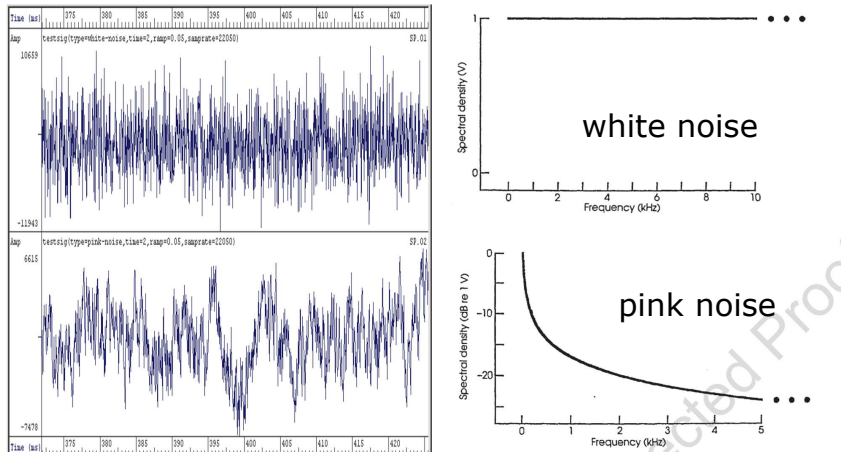 Time (ms) 375 380 385 390 395 400 405 410 415 420
Amp testsig(type=white-noise,time=2,ramp=0.05,samprate=22050) SP.01
10659
-11943
Amp testsig(type=pink-noise,time=2,ramp=0.05,samprate=22050) SP.02
6615
-7478
Time (ms) 375 380 385 390 395 400 405 410 415 420
Spectral density (V)
1
0
white noise
0 2 4 6 8 10
Frequency (kHz)
Spectral density (dB re 1 V)
0
-10
-20
pink noise
0 1 2 3 4 5
Frequency (kHz)
ected Proo